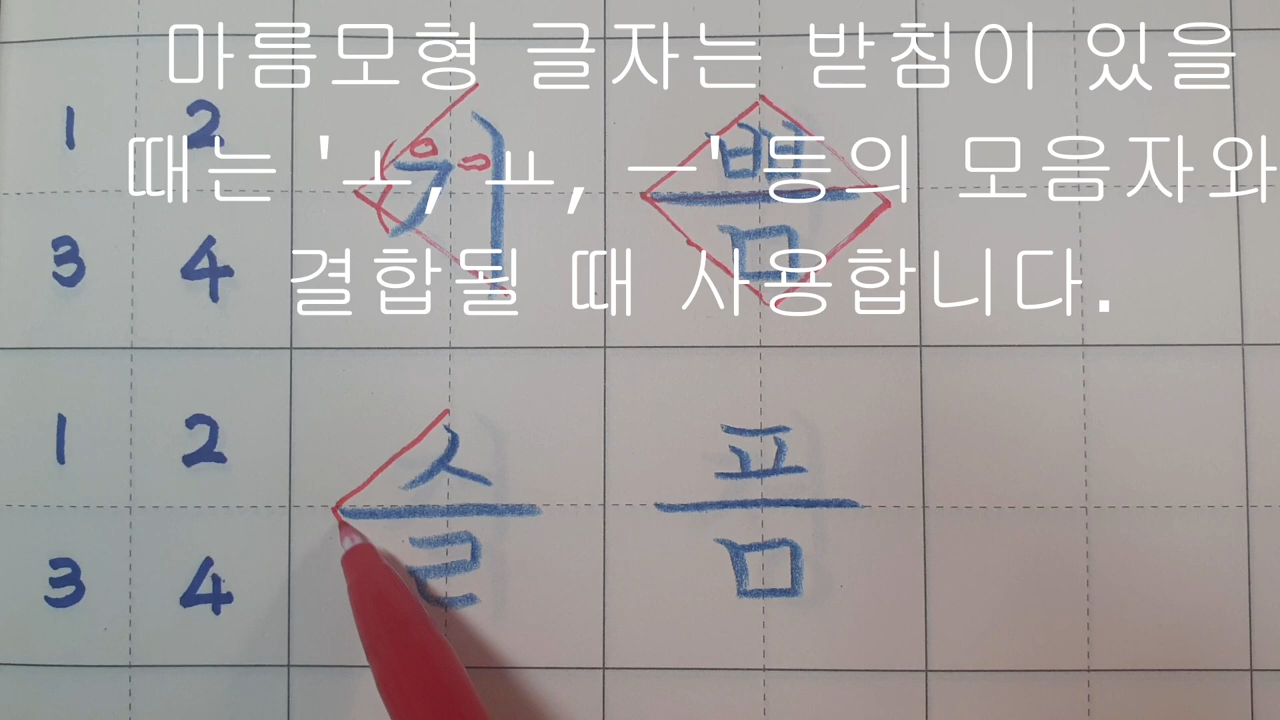 마름모형 글자는 받침이 있을
때는 'ㅗ, ㅛ, ㅡ' 등의 모음자와
결합될 때 사용합니다.
1 2
3 4
1 2 슬 픔
3 4